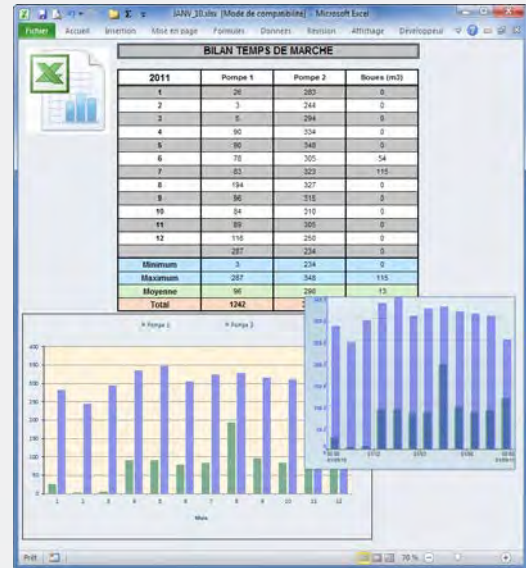 JANV_10.xlsx [Mode de compatibilité] - Microsoft Excel
Fichier Accueil Insertion Mise en page Formules Données Révision Affichage Développeur
BILAN TEMPS DE MARCHE
2011 Pompe 1 Pompe 2 Boues (m3)
1 26 283 0
2 3 244 0
3 5 294 0
4 90 334 0
5 90 348 0
6 78 305 54
7 83 323 115
8 194 327 0
9 96 315 0
10 84 310 0
11 89 305 0
12 116 250 0
287 234 0
Minimum 3 234 0
Maximum 287 348 115
Moyenne 96 298 13
Total 1242
Pompe 1 Pompe 2
400
350
300
250
200
150
100
50
0
1 2 3 4 5 6 7 8 9 10 11 12
Mois
Prêt 70 %